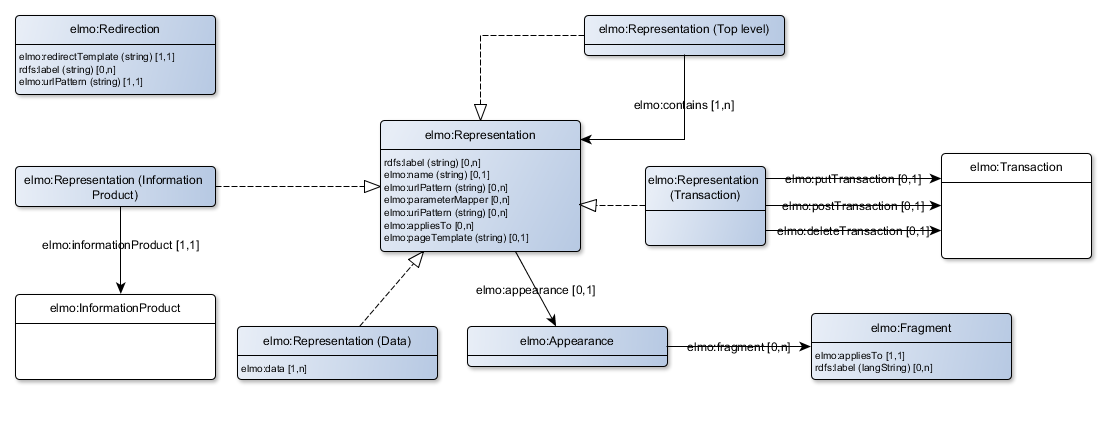 elmo:Redirection
elmo:redirectTemplate (string) [1,1]
rdfs:label (string) [0,n]
elmo:urlPattern (string) [1,1]
elmo:Representation (Top level)
elmo:contains [1,n]
elmo:Representation
rdfs:label (string) [0,n]
elmo:name (string) [0,1]
elmo:urlPattern (string) [0,n]
elmo:parameterMapper [0,n]
elmo:uriPattern (string) [0,n]
elmo:appliesTo [0,n]
elmo:pageTemplate (string) [0,1]
elmo:Representation (Information
Product)
elmo:informationProduct [1,1]
elmo:InformationProduct
elmo:Representation
(Transaction)
elmo:putTransaction [0,1]
elmo:postTransaction [0,1]
elmo:deleteTransaction [0,1]
elmo:Transaction
elmo:appearance [0,1]
elmo:Representation (Data)
elmo:data [1,n]
elmo:Appearance
elmo:fragment [0,n]
elmo:Fragment
elmo:appliesTo [1,1]
rdfs:label (langString) [0,n]